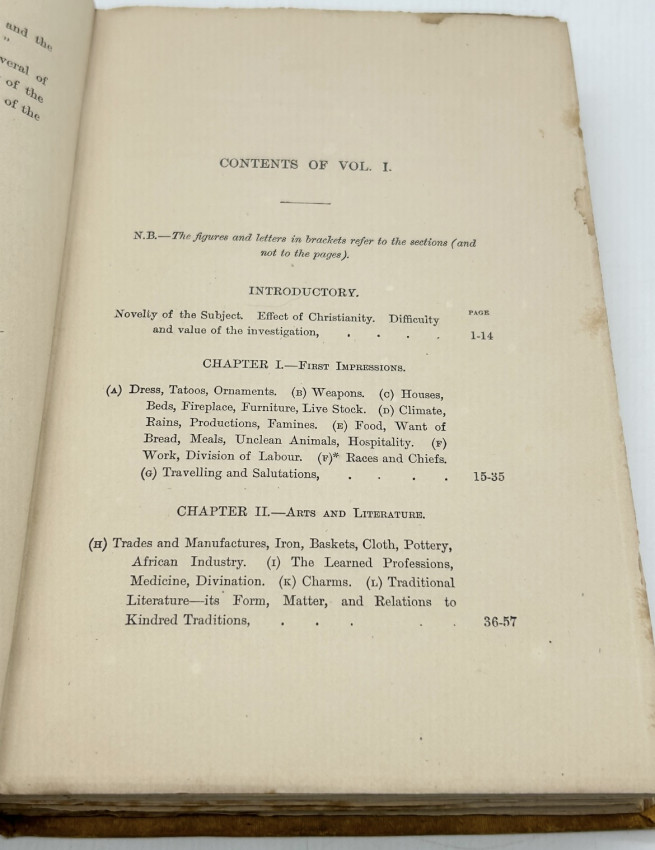 and the
"
veral of
of the
of the
CONTENTS OF VOL. I.
N.B.—The figures and letters in brackets refer to the sections (and
not to the pages).
INTRODUCTORY.
PAGE
Novelty of the Subject. Effect of Christianity. Difficulty
and value of the investigation, . . . . 1-14
CHAPTER I.—First Impressions.
(A) Dress, Tatoos, Ornaments. (B) Weapons. (C) Houses,
Beds, Fireplace, Furniture, Live Stock. (D) Climate,
Rains, Productions, Famines. (E) Food, Want of
Bread, Meals, Unclean Animals, Hospitality. (F)
Work, Division of Labour. (F)* Races and Chiefs.
(G) Travelling and Salutations, . . . . 15-35
CHAPTER II.—Arts and Literature.
(H) Trades and Manufactures, Iron, Baskets, Cloth, Pottery,
African Industry. (I) The Learned Professions,
Medicine, Divination. (K) Charms. (L) Traditional
Literature—its Form, Matter, and Relations to
Kindred Traditions, . . . . . 36-57